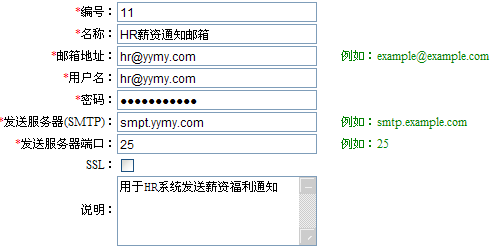 *编号： 11
*名称： HR薪资通知邮箱
*邮箱地址： hr@yymy.com 例如：example@example.com
*用户名： hr@yymy.com
*密码： ●●●●●●●●●●●
*发送服务器(SMTP)： smpt.yymy.com 例如：smtp.example.com
*发送服务器端口： 25 例如：25
SSL：
说明： 用于HR系统发送薪资福利通知